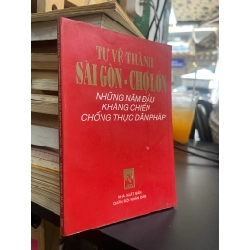 TỰ VỆ THÀNH
SÀI GÒN - CHỢ LỚN
NHỮNG NĂM ĐẦU
KHÁNG CHIẾN
CHỐNG THỰC DÂN PHÁP
NHÀ XUẤT BẢN
QUÂN ĐỘI NHÂN DÂN